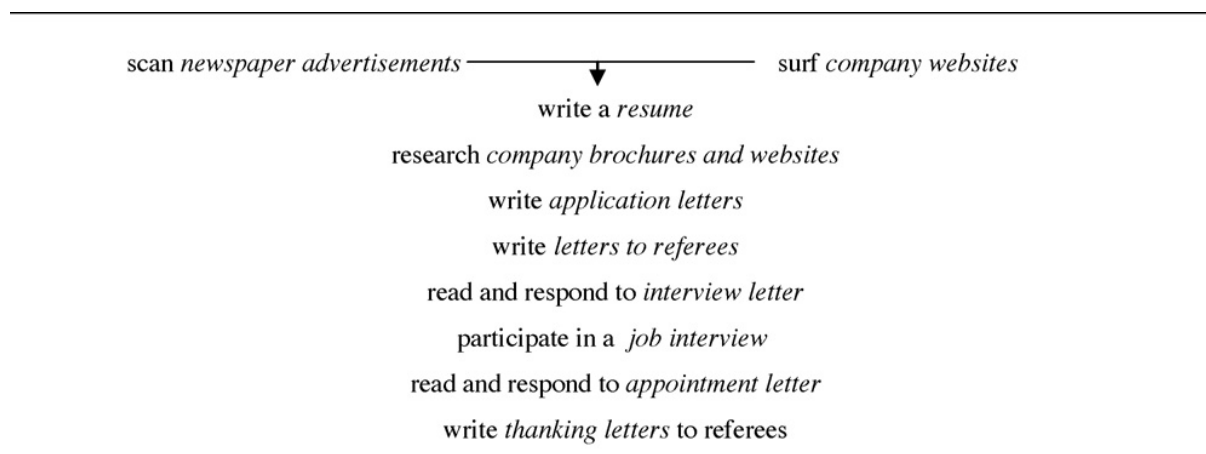 scan newspaper advertisements surf company websites
write a resume
research company brochures and websites
write application letters
write letters to referees
read and respond to interview letter
participate in a job interview
read and respond to appointment letter
write thanking letters to referees